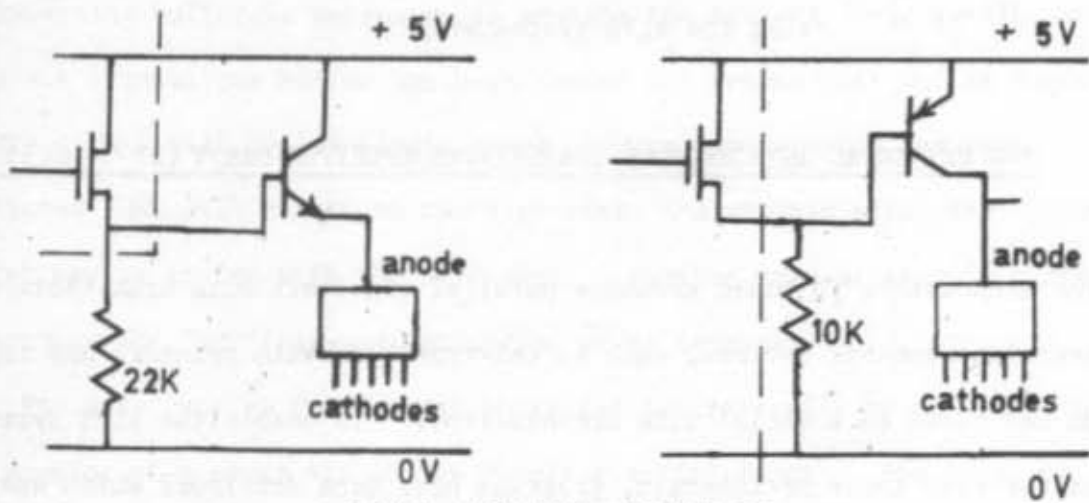 + 5V
anode
22K
cathodes
0V
+ 5V
anode
10K
cathodes
0V